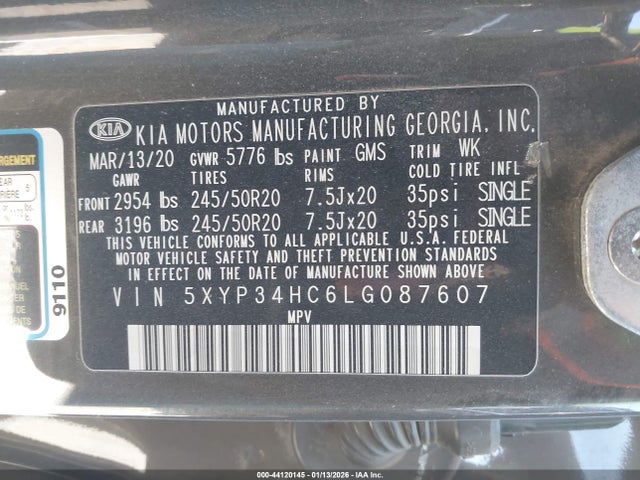 MANUFACTURED BY
KIA KIA MOTORS MANUFACTURING GEORGIA, INC.
MAR/13/20 GVWR 5776 lbs PAINT GMS TRIM WK
GAWR TIRES RIMS COLD TIRE INFL
FRONT 2954 lbs 245/50R20 7.5Jx20 35psi SINGLE
REAR 3196 lbs 245/50R20 7.5Jx20 35psi SINGLE
THIS VEHICLE CONFORMS TO ALL APPLICABLE U.S.A. FEDERAL
MOTOR VEHICLE SAFETY AND THEFT PREVENTION STANDARDS
IN EFFECT ON THE DATE OF MANUFACTURE SHOWN ABOVE.
VIN 5XYP34HC6LG087607
MPV
9110
000-44120145 - 01/13/2026 - IAA Inc.